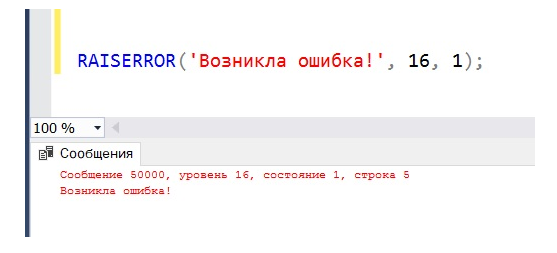 RAISERROR('Возникла ошибка!', 16, 1);
100 %
Сообщения
Сообщение 50000, уровень 16, состояние 1, строка 5
Возникла ошибка!